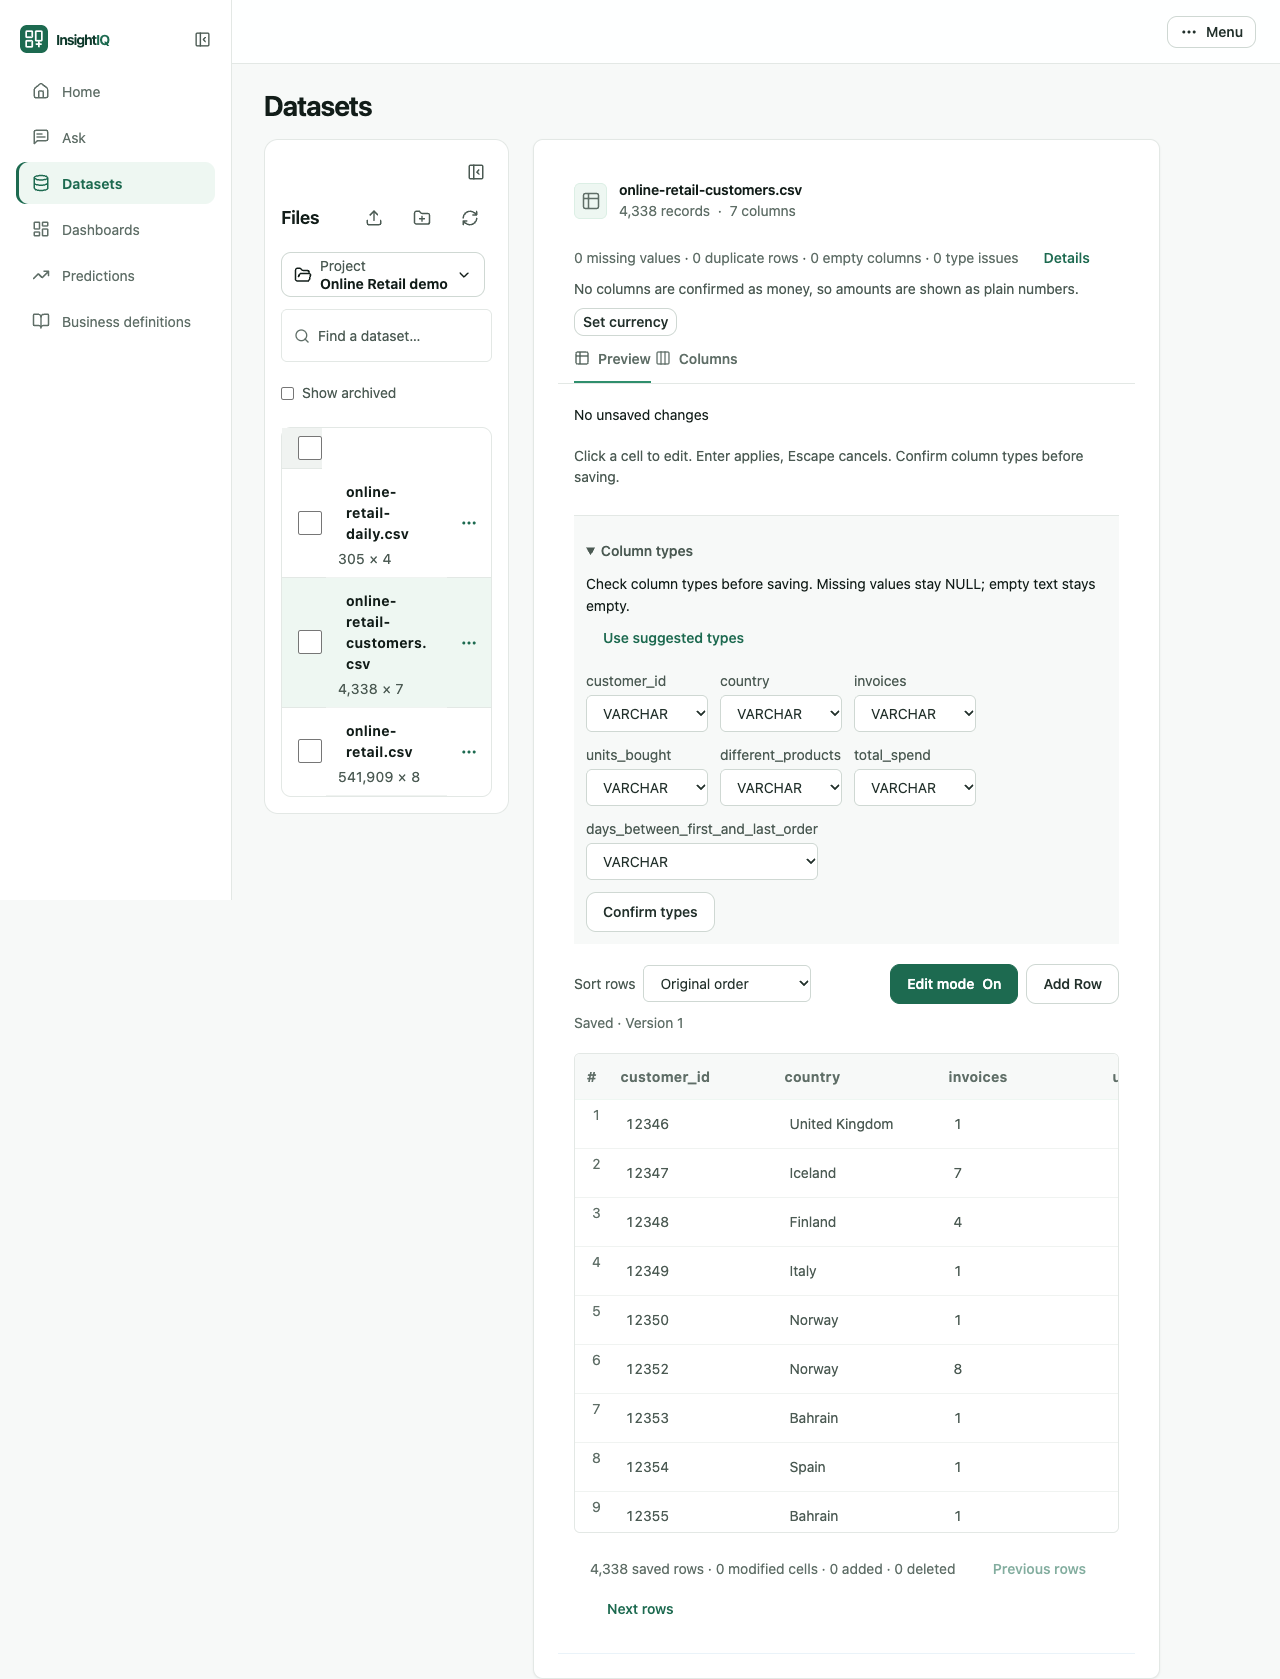 InsightIQ
Menu
Home
Ask
Datasets
Dashboards
Predictions
Business definitions
Datasets
Files
Project
Online Retail demo
Find a dataset...
Show archived
online-
retail-
daily.csv
305 × 4
online-
retail-
customers.
csv
4,338 × 7
online-
retail.csv
541,909 × 8
online-retail-customers.csv
4,338 records · 7 columns
0 missing values · 0 duplicate rows · 0 empty columns · 0 type issues Details
No columns are confirmed as money, so amounts are shown as plain numbers.
Set currency
Preview Columns
No unsaved changes
Click a cell to edit. Enter applies, Escape cancels. Confirm column types before
saving.
Column types
Check column types before saving. Missing values stay NULL; empty text stays
empty.
Use suggested types
customer_id country invoices
VARCHAR VARCHAR VARCHAR
units_bought different_products total_spend
VARCHAR VARCHAR VARCHAR
days_between_first_and_last_order
VARCHAR
Confirm types
Sort rows Original order Edit mode On Add Row
Saved · Version 1
# customer_id country invoices
1 12346 United Kingdom 1
2 12347 Iceland 7
3 12348 Finland 4
4 12349 Italy 1
5 12350 Norway 1
6 12352 Norway 8
7 12353 Bahrain 1
8 12354 Spain 1
9 12355 Bahrain 1
4,338 saved rows · 0 modified cells · 0 added · 0 deleted Previous rows
Next rows